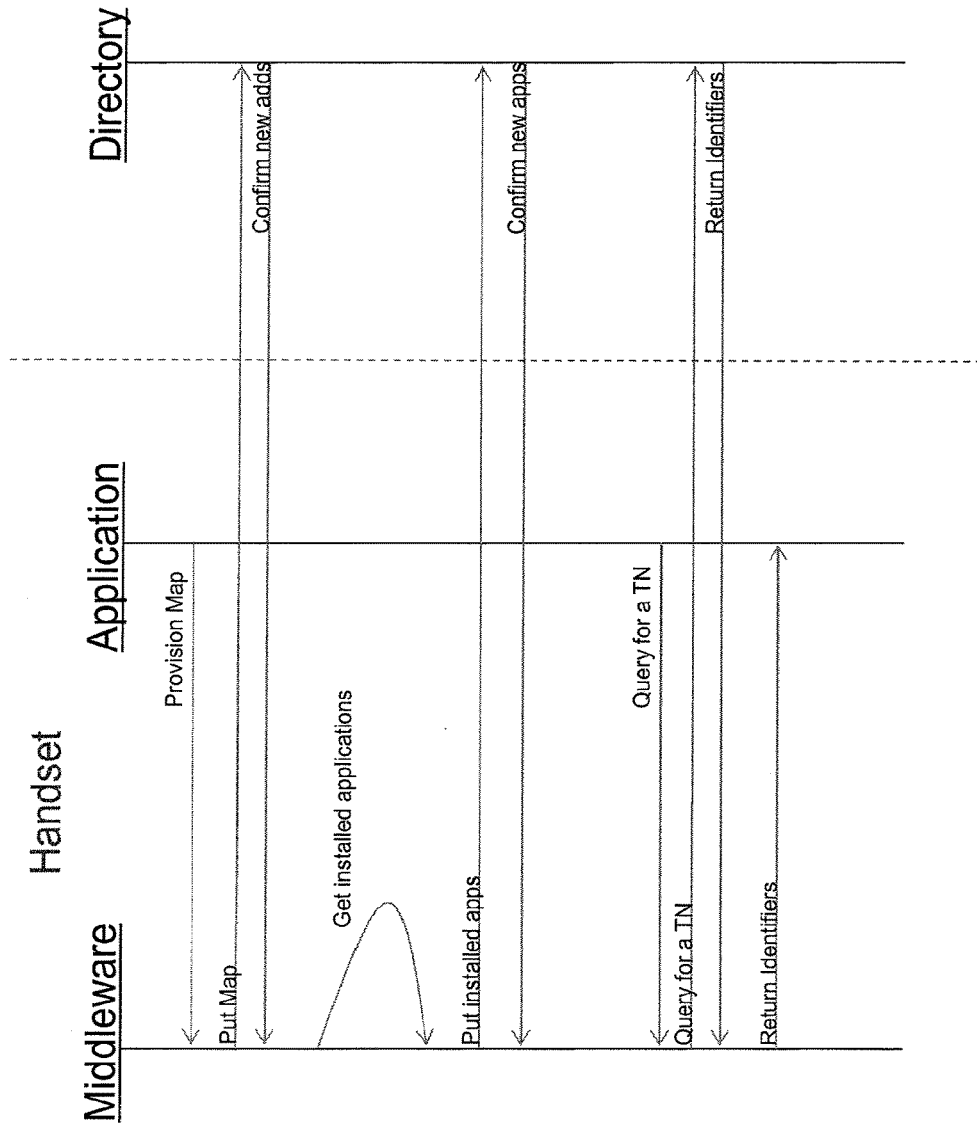 Handset
Middleware
Application
Directory
Provision Map
Put Map
Confirm new adds
Get installed applications
Put installed apps
Confirm new apps
Query for a TN
Query for a TN
Return Identifiers
Return Identifiers